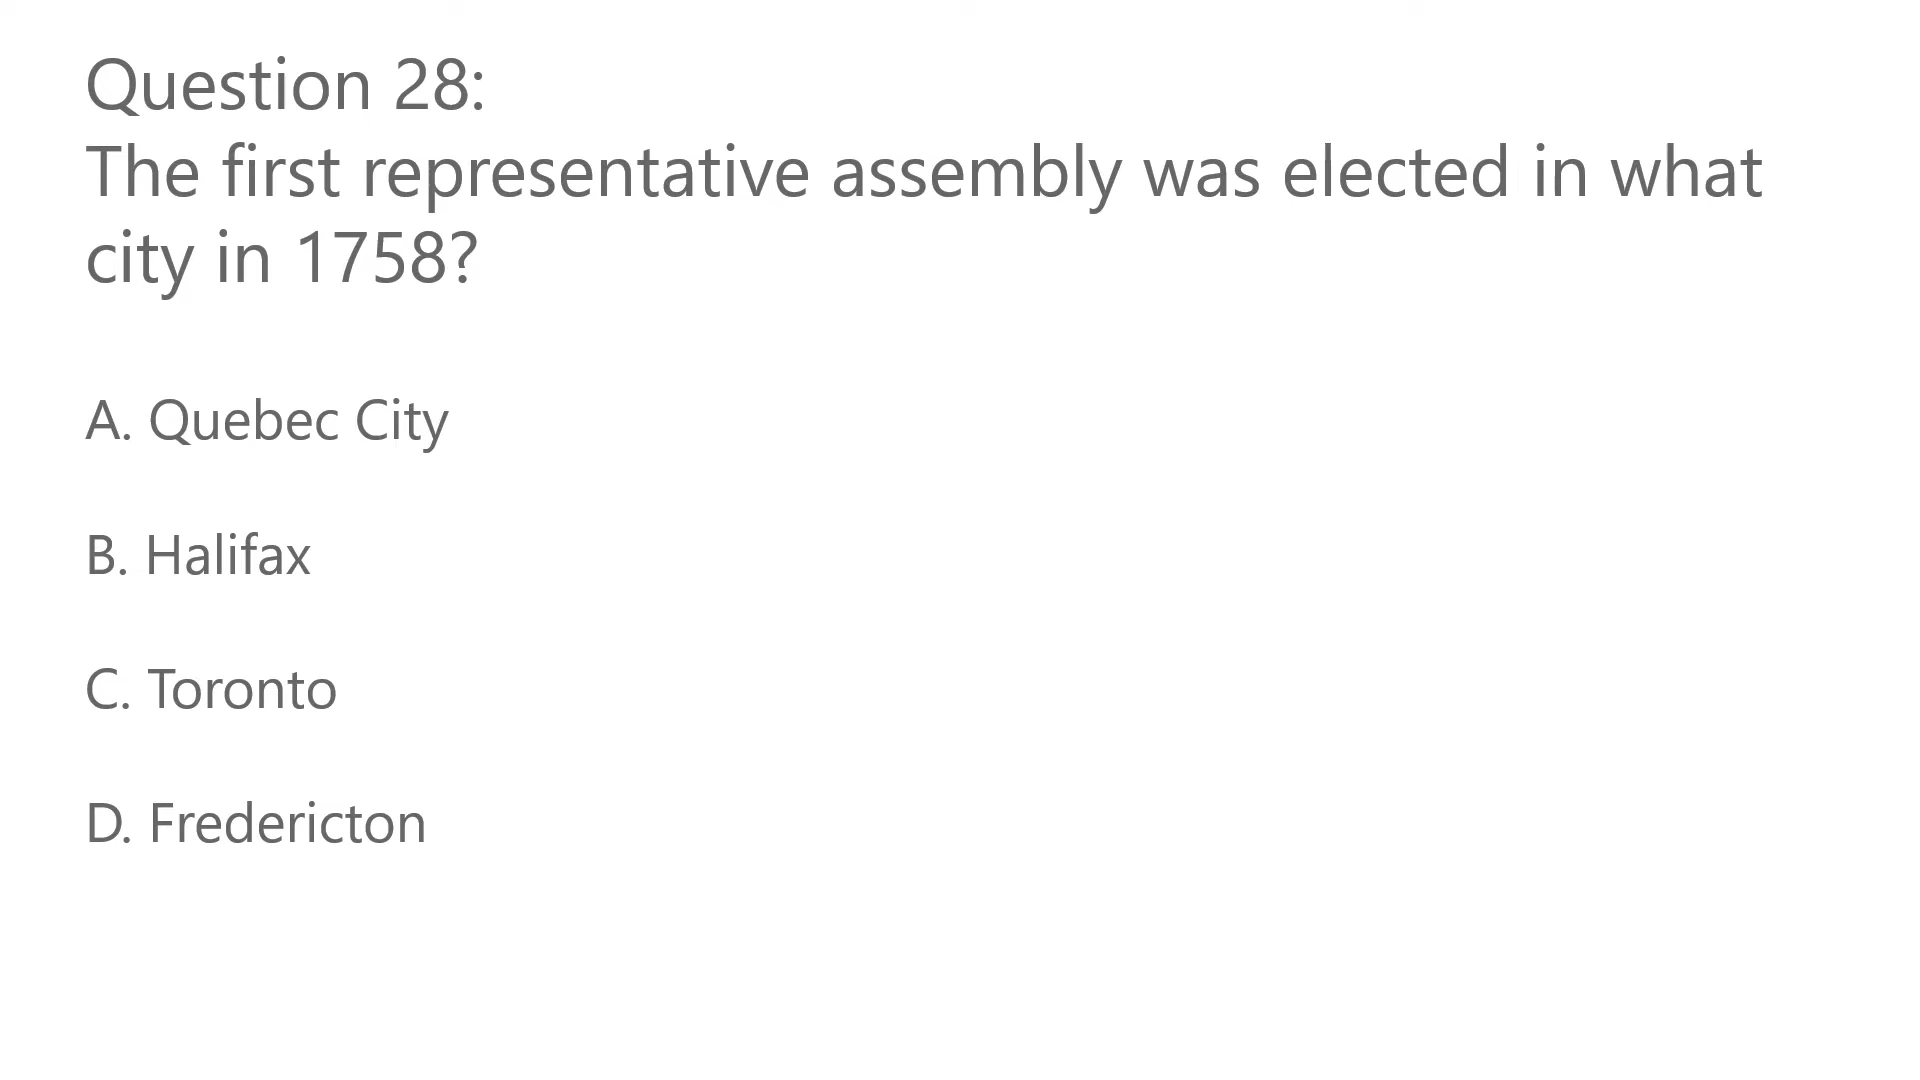 Question 28:
The first representative assembly was elected in what
city in 1758?
A. Quebec City
B. Halifax
C. Toronto
D. Fredericton